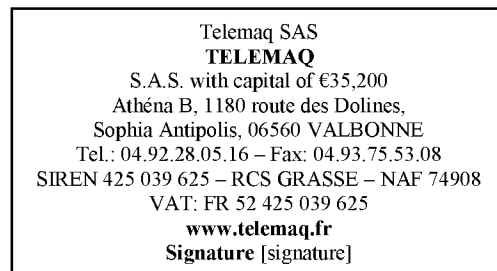 Telemaq SAS
TELEMAQ
S.A.S. with capital of €35,200
Athéna B, 1180 route des Dolines,
Sophia Antipolis, 06560 VALBONNE
Tel.: 04.92.28.05.16 – Fax: 04.93.75.53.08
SIREN 425 039 625 – RCS GRASSE – NAF 74908
VAT: FR 52 425 039 625
www.telemaq.fr
Signature [signature]